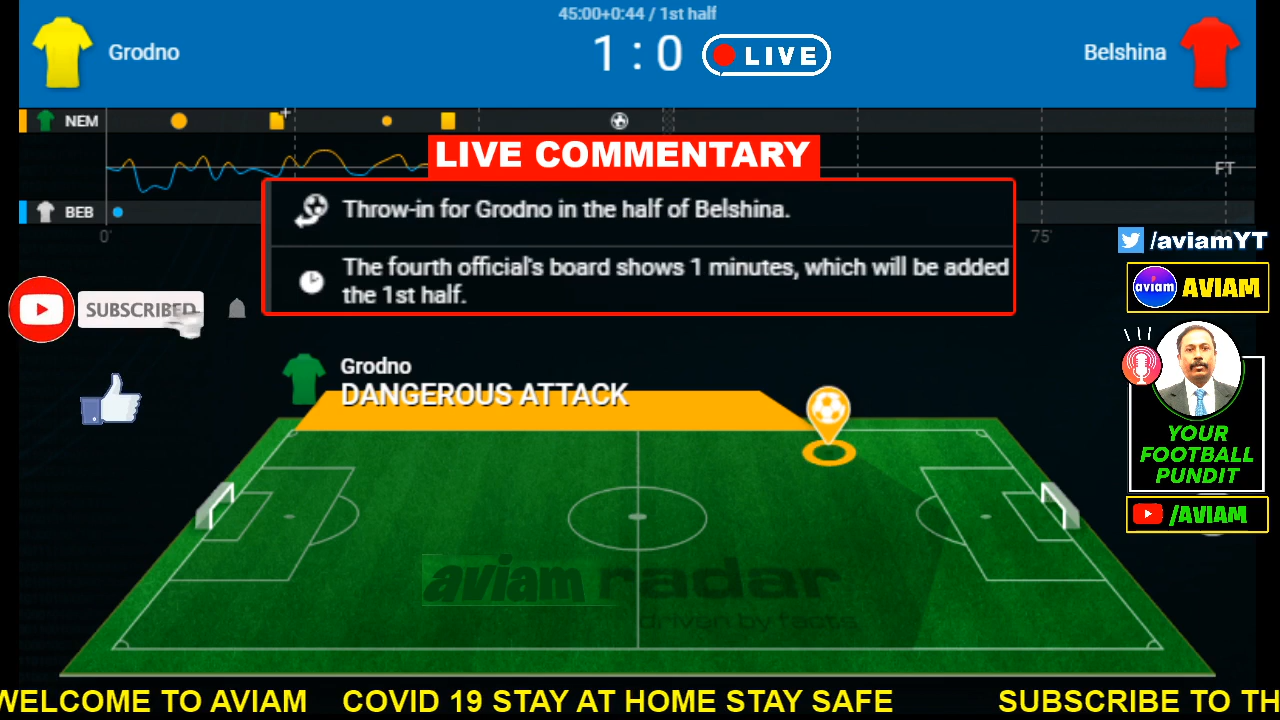 45:00+0:44 / 1st half
Grodno
1 : 0
LIVE
Belshina
NEM
LIVE COMMENTARY
FT
Throw-in for Grodno in the half of Belshina.
BEB
0'
75'
/aviamYT
The fourth official's board shows 1 minutes, which will be added
the 1st half.
aviam AVIAM
SUBSCRIBED
Grodno
DANGEROUS ATTACK
YOUR
FOOTBALL
PUNDIT
/AVIAM
aviam radar
driven by facts
WELCOME TO AVIAM COVID 19 STAY AT HOME STAY SAFE SUBSCRIBE TO TH